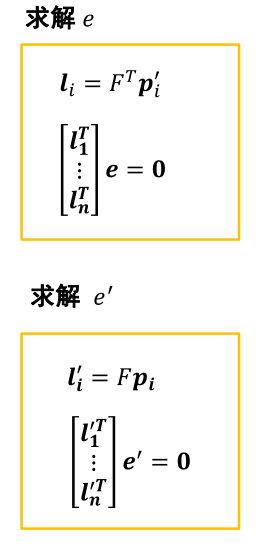 求解 e
l_i = F^T p'_i
[l_1^T ⋮ l_n^T] e = 0
求解 e'
l'_i = F p_i
[l'_1^T ⋮ l'_n^T] e' = 0